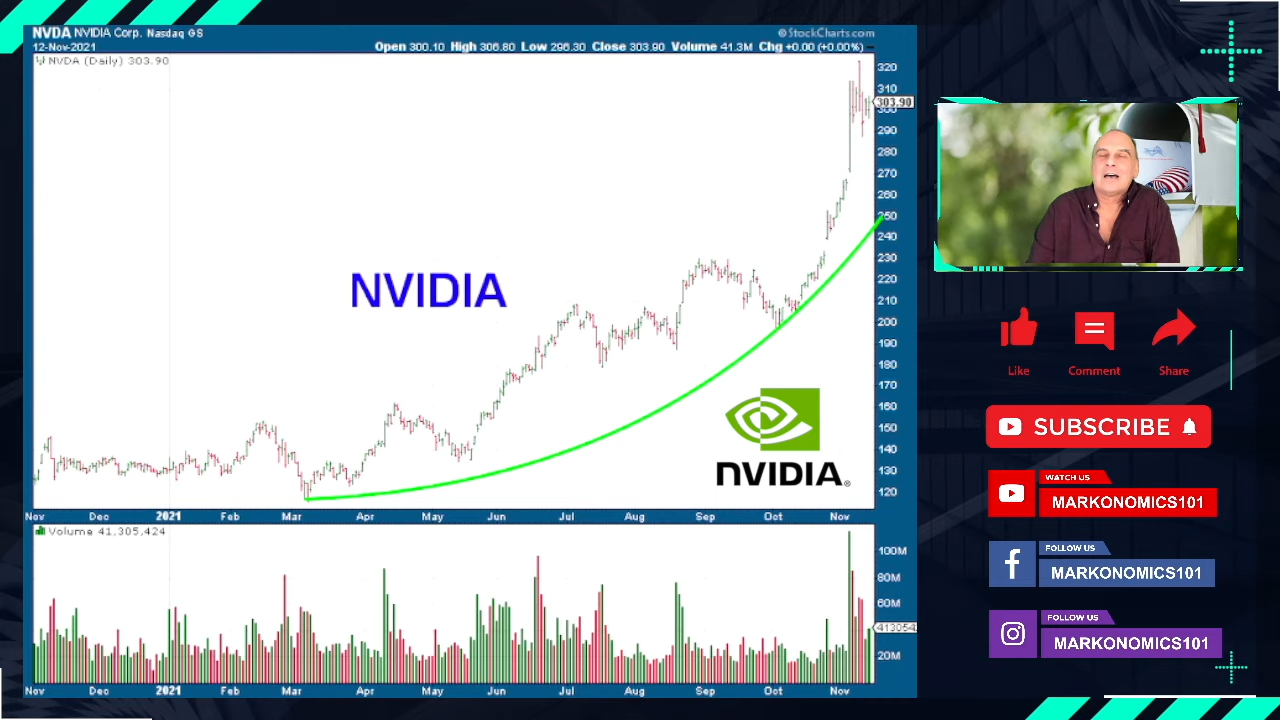 NVDA NVIDIA Corp. Nasdaq GS
© StockCharts.com
12-Nov-2021
Open 300.10 High 306.80 Low 296.30 Close 303.90 Volume 41.3M Chg +0.00 (+0.00%)
NVDA (Daily) 303.90
320
310
303.90
300
290
280
270
260
250
240
230
220
210
200
190
180
170
160
150
140
130
120
NVIDIA
nVIDIA®
Nov Dec 2021 Feb Mar Apr May Jun Jul Aug Sep Oct Nov
Volume 41,305,424
100M
80M
60M
413054
20M
Nov Dec 2021 Feb Mar Apr May Jun Jul Aug Sep Oct Nov
Like Comment Share
SUBSCRIBE
WATCH US
MARKONOMICS101
FOLLOW US
MARKONOMICS101
FOLLOW US
MARKONOMICS101